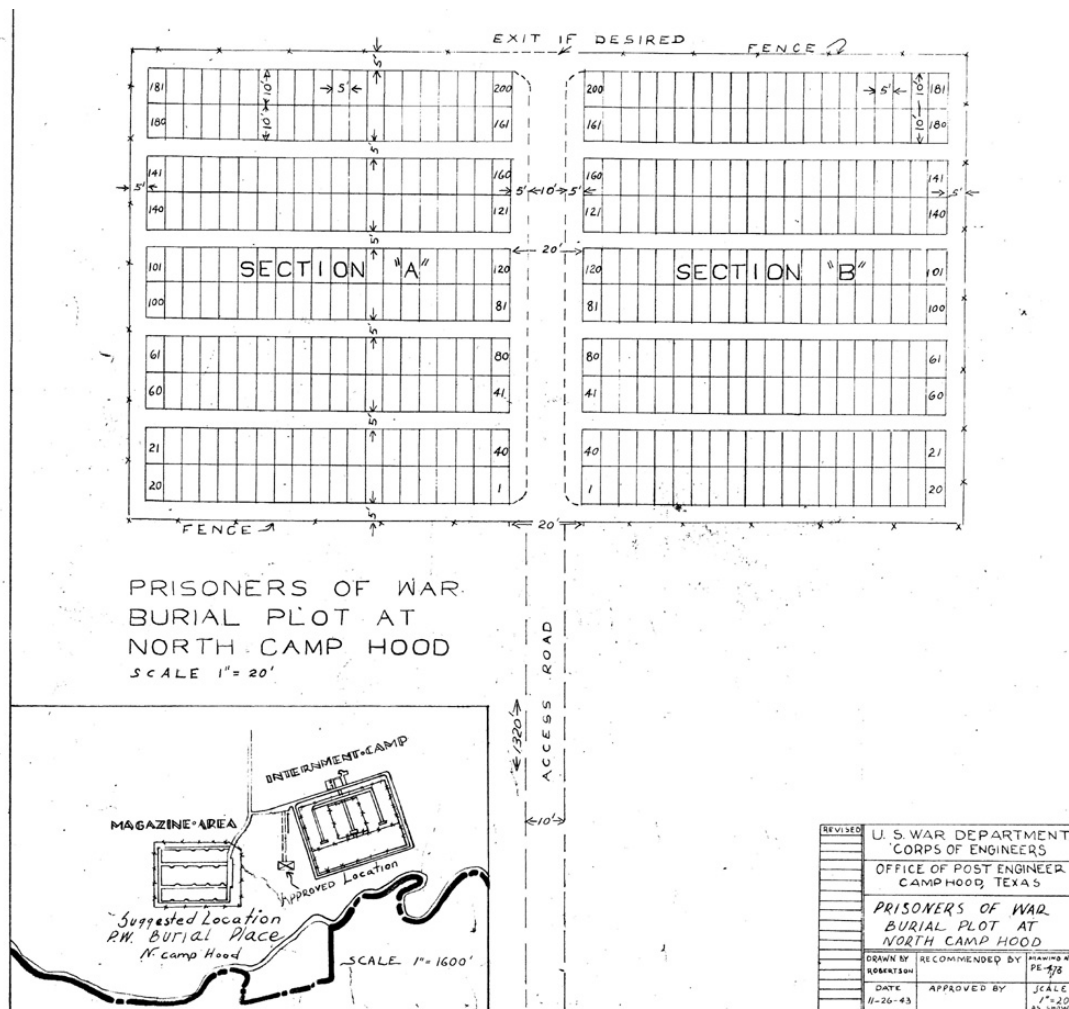 EXIT IF DESIRED
FENCE
5'
181 10' 5' 200
200 5' 10' 181
180 10' 161
161 10' 180
5'
141 160
160 141
5' 5' 10' 5' 5'
140 121
121 140
5' 20'
101 SECTION "A" 120
120 SECTION "B" 101
100 81
81 100
5'
61 80
80 61
60 41
41 60
5'
21 40
40 21
20 1
1 20
5' 20'
FENCE
PRISONERS OF WAR
BURIAL PLOT AT
NORTH CAMP HOOD
SCALE 1" = 20'
ACCESS ROAD
1320'
10'
INTERNMENT-CAMP
MAGAZINE-AREA
APPROVED Location
Suggested Location
P.W. Burial Place
N. camp Hood
SCALE 1"= 1600'
REVISED
U. S. WAR DEPARTMENT
CORPS OF ENGINEERS
OFFICE OF POST ENGINEER
CAMP HOOD, TEXAS
PRISONERS OF WAR
BURIAL PLOT AT
NORTH CAMP HOOD
DRAWN BY
ROBERTSON
RECOMMENDED BY
DATE
11-26-43
APPROVED BY
SCALE
1"=20'